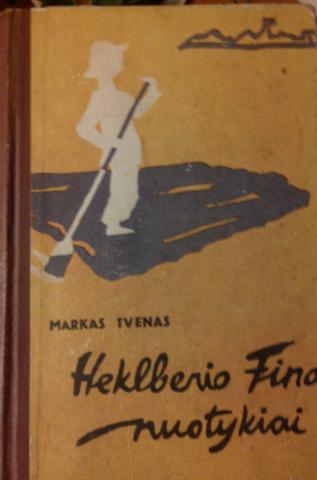 MARKAS TVENAS
Heklberio Fino
nuotykiai